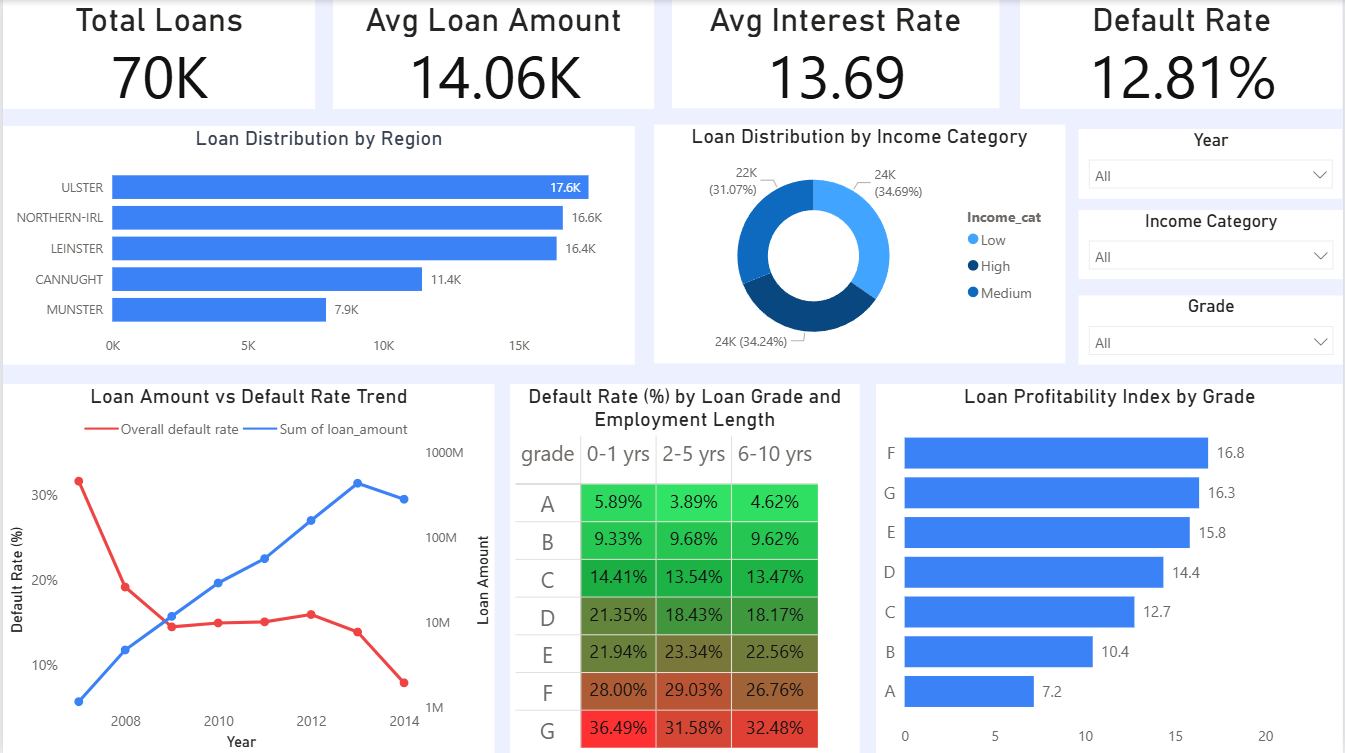 Total Loans
70K
Avg Loan Amount
14.06K
Avg Interest Rate
13.69
Default Rate
12.81%
Loan Distribution by Region
ULSTER
17.6K
NORTHERN-IRL
16.6K
LEINSTER
16.4K
CANNUGHT
11.4K
MUNSTER
7.9K
0K 5K 10K 15K
Loan Distribution by Income Category
22K
(31.07%)
24K
(34.69%)
24K (34.24%)
Income_cat
Low
High
Medium
Year
All
Income Category
All
Grade
All
Loan Amount vs Default Rate Trend
Overall default rate Sum of loan_amount
Default Rate (%)
30%
20%
10%
1000M
100M
10M
1M
Loan Amount
2008 2010 2012 2014
Year
Default Rate (%) by Loan Grade and
Employment Length
grade 0-1 yrs 2-5 yrs 6-10 yrs
A 5.89% 3.89% 4.62%
B 9.33% 9.68% 9.62%
C 14.41% 13.54% 13.47%
D 21.35% 18.43% 18.17%
E 21.94% 23.34% 22.56%
F 28.00% 29.03% 26.76%
G 36.49% 31.58% 32.48%
Loan Profitability Index by Grade
F 16.8
G 16.3
E 15.8
D 14.4
C 12.7
B 10.4
A 7.2
0 5 10 15 20